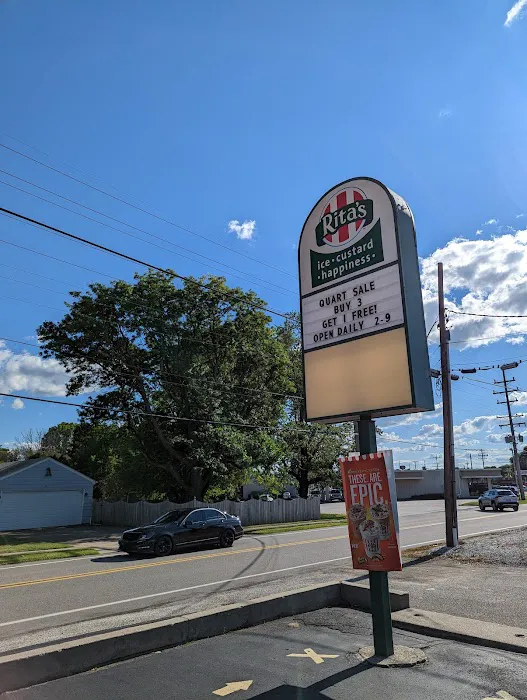 Rita's
ice • custard
• happiness •
QUART SALE
BUY 3
GET 1 FREE!
OPEN DAILY 2-9
THESE ARE
EPIC